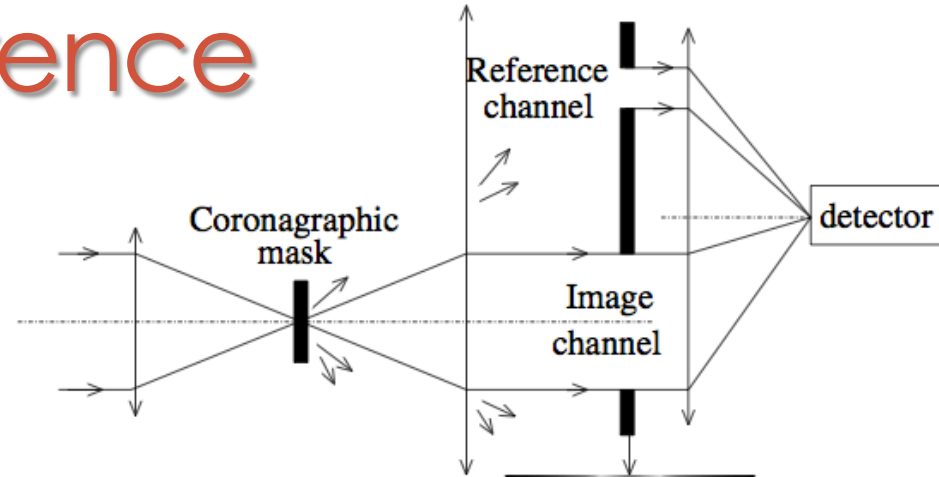 ence
Reference
channel
Coronagraphic
mask
Image
channel
detector